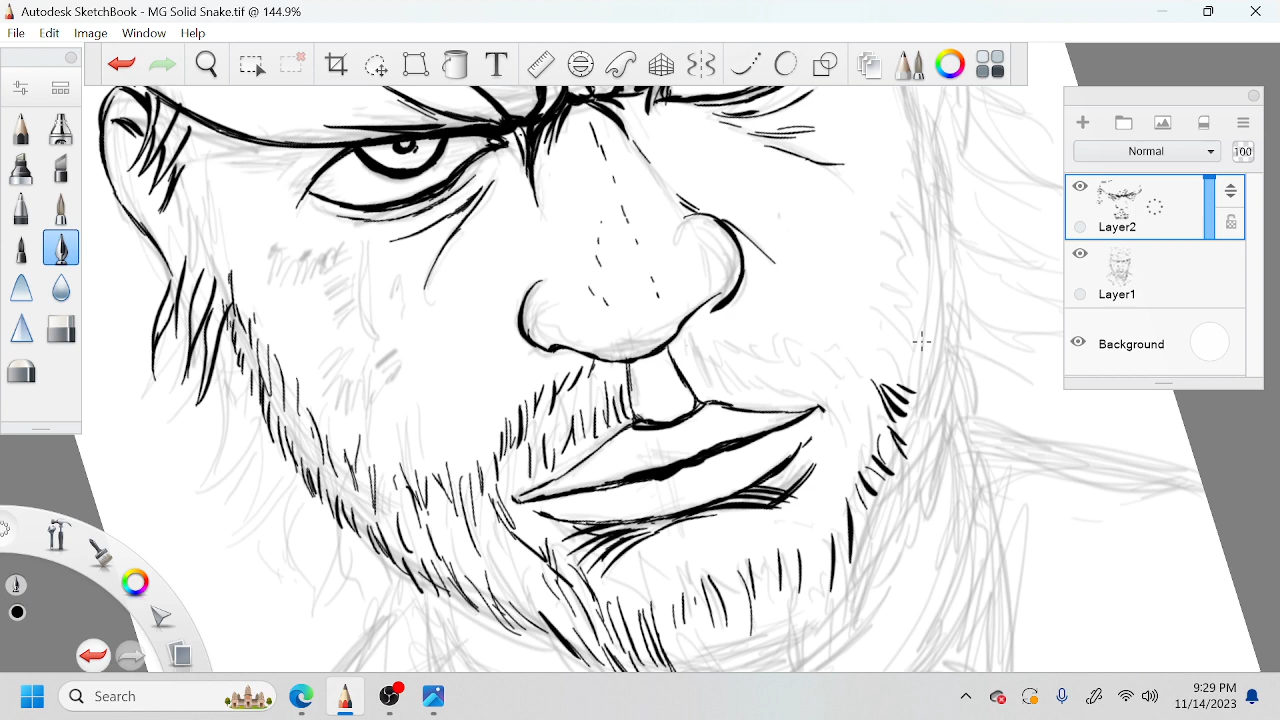 Autodesk SketchBook - MG Solid Snake.tif @ 144.9%
File Edit Image Window Help
T
Normal
100
Layer2
Layer1
Background
Search
9:29 PM
11/14/2023